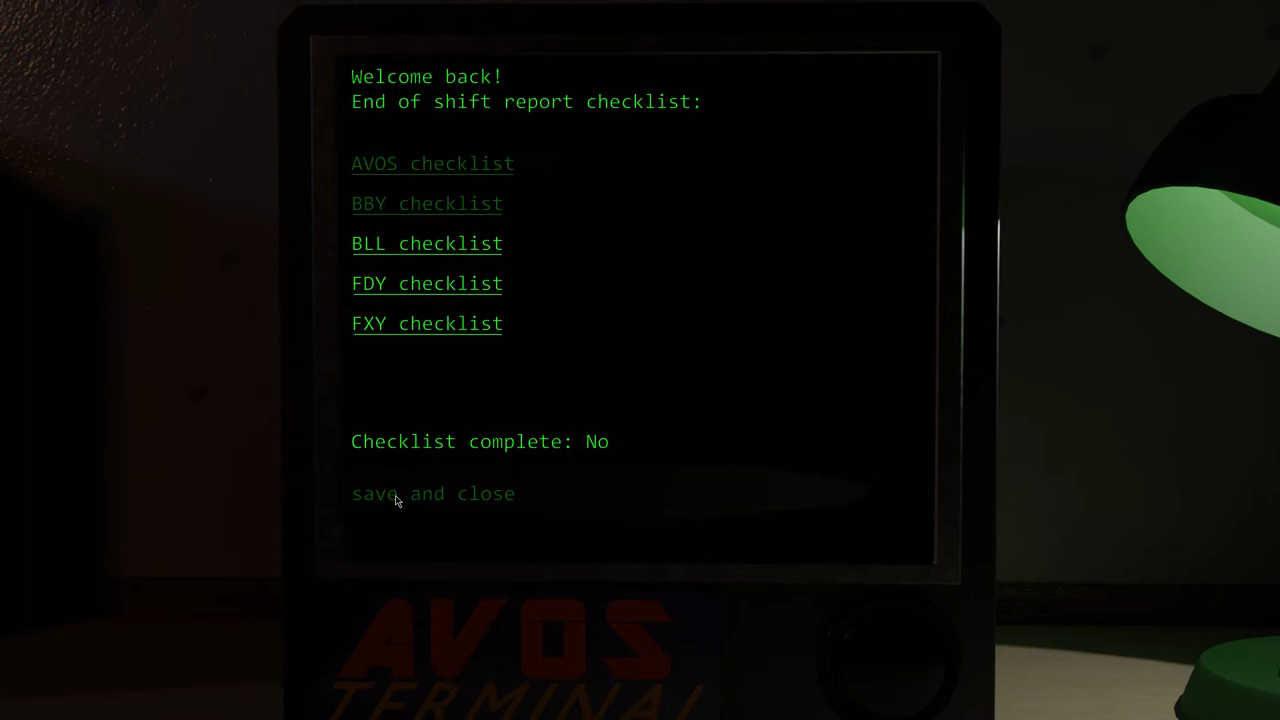 Welcome back!
End of shift report checklist:
AVOS checklist
BBY checklist
BLL checklist
FDY checklist
FXY checklist
Checklist complete: No
save and close
AVOS
TERMINAL